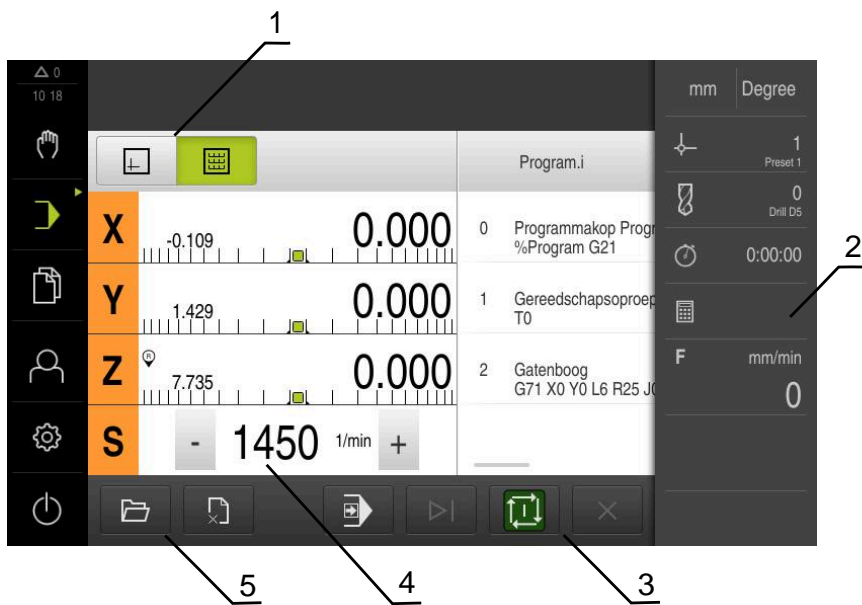 1
0
10 18
mm Degree
1
Preset 1
0
Drill D5
0:00:00
2
F mm/min
0
Program.i
X -0.109 0.000
Y 1.429 0.000
Z R 7.735 0.000
S - 1450 1/min +
0 Programmakop Progr
%Program G21
1 Gereedschapsoproep
T0
2 Gatenboog
G71 X0 Y0 L6 R25 J
5
4
3